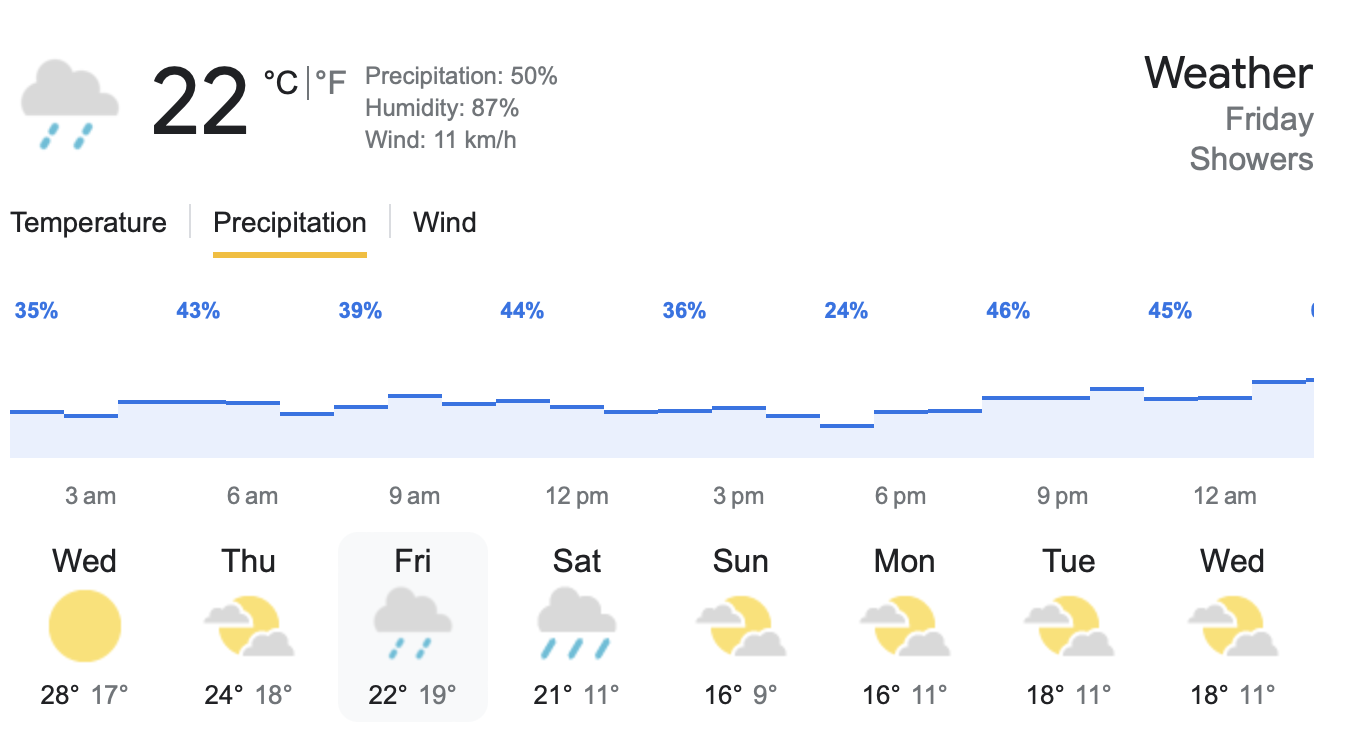 22 °C | °F
Precipitation: 50%
Humidity: 87%
Wind: 11 km/h
Weather
Friday
Showers
Temperature Precipitation Wind
35% 43% 39% 44% 36% 24% 46% 45%
3 am 6 am 9 am 12 pm 3 pm 6 pm 9 pm 12 am
Wed Thu Fri Sat Sun Mon Tue Wed
28° 17° 24° 18° 22° 19° 21° 11° 16° 9° 16° 11° 18° 11° 18° 11°